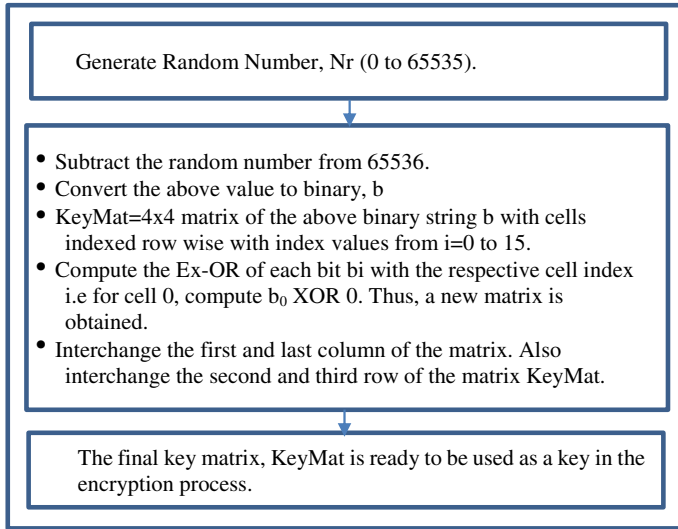 Generate Random Number, Nr (0 to 65535).
• Subtract the random number from 65536.
• Convert the above value to binary, b
• KeyMat=4x4 matrix of the above binary string b with cells
indexed row wise with index values from i=0 to 15.
• Compute the Ex-OR of each bit bi with the respective cell index
i.e for cell 0, compute b₀ XOR 0. Thus, a new matrix is
obtained.
• Interchange the first and last column of the matrix. Also
interchange the second and third row of the matrix KeyMat.
The final key matrix, KeyMat is ready to be used as a key in the
encryption process.